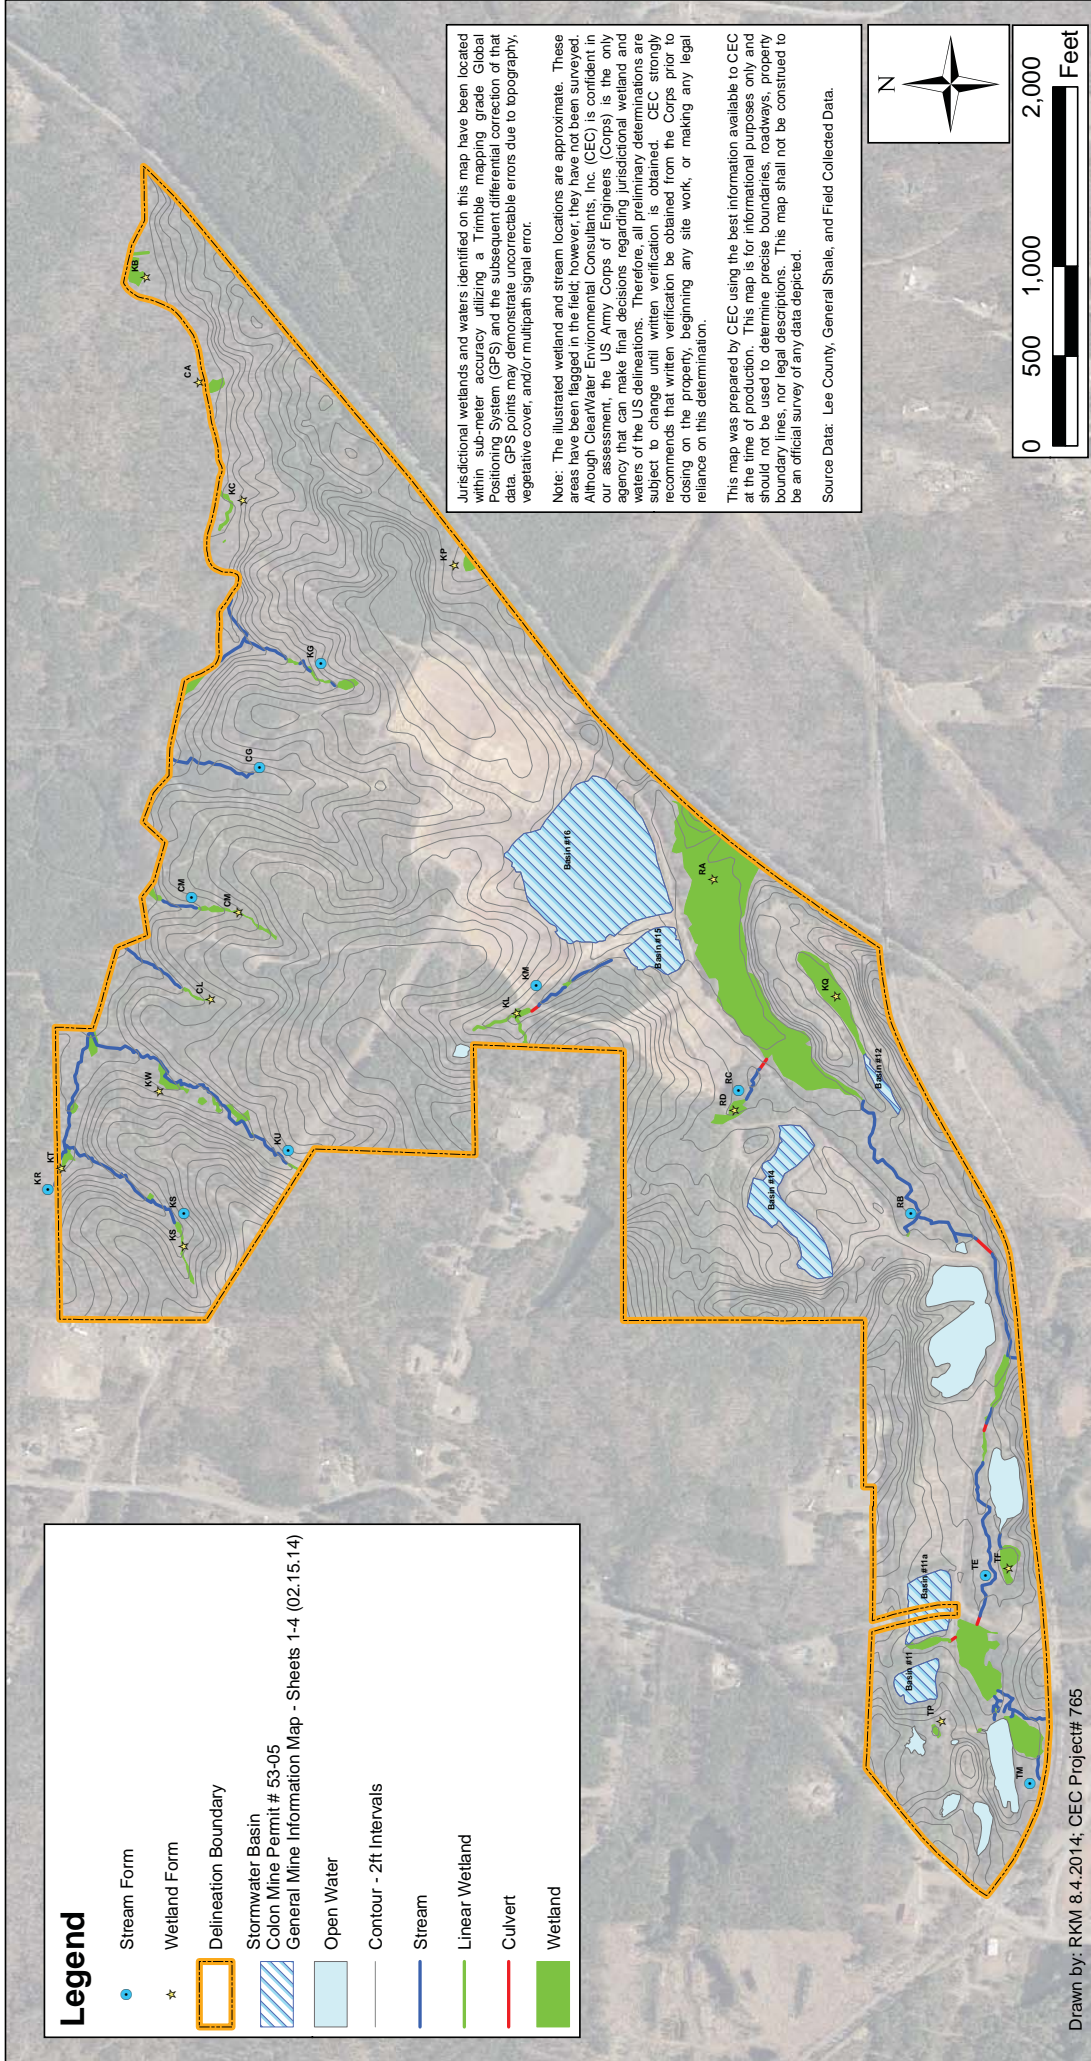 Legend
Stream Form
Wetland Form
Delineation Boundary
Stormwater Basin
Colon Mine Permit # 53-05
General Mine Information Map - Sheets 1-4 (02.15.14)
Open Water
Contour - 2ft Intervals
Stream
Linear Wetland
Culvert
Wetland
KR
KT
KS
KS
KW
KU
CL
CM
CM
CG
KG
KC
CA
KB
KP
KL
KM
Basin #16
Basin #15
RA
RD
RC
KQ
Basin #12
Basin #14
RB
Basin #11a
Basin #11
TE
TF
TP
TM
Jurisdictional wetlands and waters identified on this map have been located
within sub-meter accuracy utilizing a Trimble mapping grade Global
Positioning System (GPS) and the subsequent differential correction of that
data. GPS points may demonstrate uncorrectable errors due to topography,
vegetative cover, and/or multipath signal error.
Note: The illustrated wetland and stream locations are approximate. These
areas have been flagged in the field; however, they have not been surveyed.
Although ClearWater Environmental Consultants, Inc. (CEC) is confident in
our assessment, the US Army Corps of Engineers (Corps) is the only
agency that can make final decisions regarding jurisdictional wetland and
waters of the US delineations. Therefore, all preliminary determinations are
subject to change until written verification is obtained. CEC strongly
recommends that written verification be obtained from the Corps prior to
closing on the property, beginning any site work, or making any legal
reliance on this determination.
This map was prepared by CEC using the best information available to CEC
at the time of production. This map is for informational purposes only and
should not be used to determine precise boundaries, roadways, property
boundary lines, nor legal descriptions. This map shall not be construed to
be an official survey of any data depicted.
Source Data: Lee County, General Shale, and Field Collected Data.
N
0 500 1,000 2,000
Feet
Drawn by: RKM 8.4.2014; CEC Project# 765